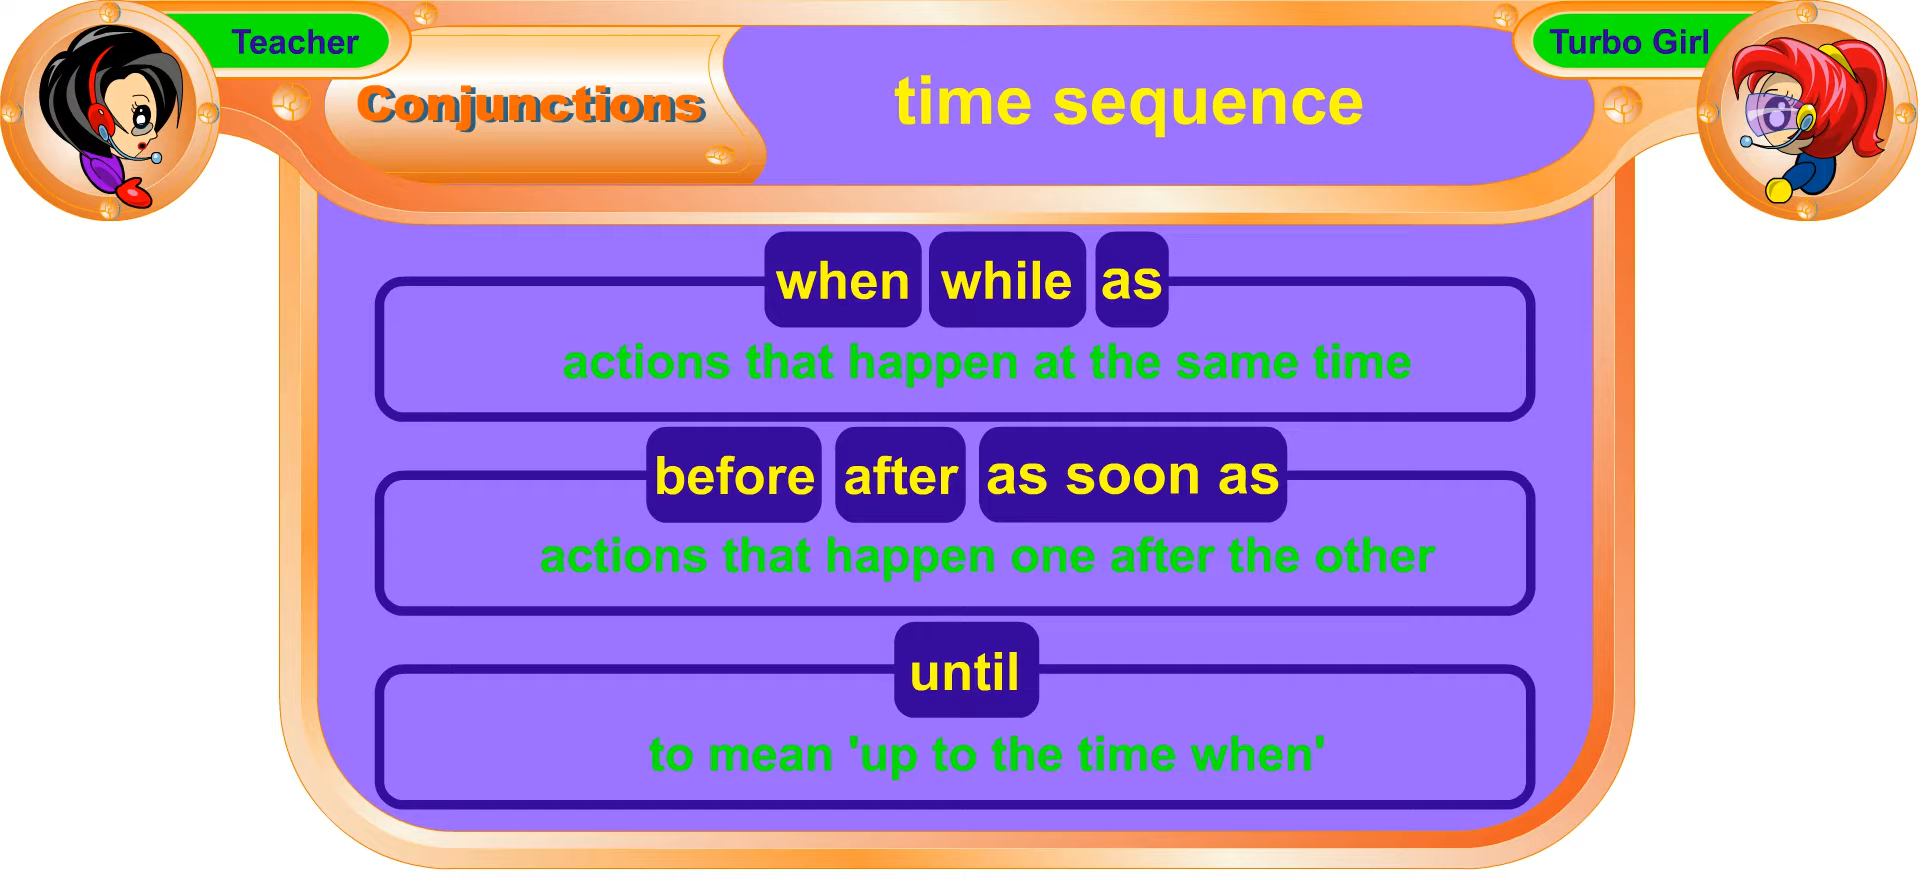 Teacher
Turbo Girl
Conjunctions
time sequence
when while as
actions that happen at the same time
before after as soon as
actions that happen one after the other
until
to mean 'up to the time when'